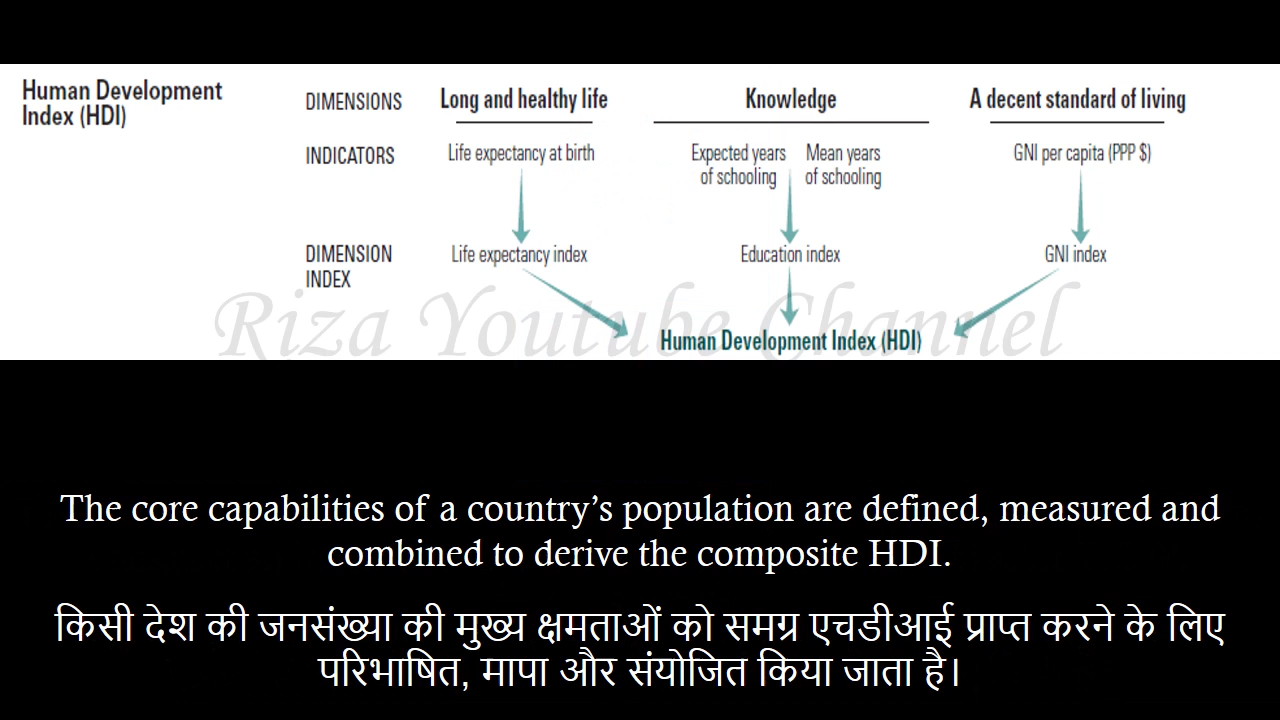 Human Development
Index (HDI)
DIMENSIONS
Long and healthy life
Knowledge
A decent standard of living
INDICATORS
Life expectancy at birth
Expected years
of schooling
Mean years
of schooling
GNI per capita (PPP $)
DIMENSION
INDEX
Life expectancy index
Education index
GNI index
Riza Youtube Channel
Human Development Index (HDI)
The core capabilities of a country’s population are defined, measured and
combined to derive the composite HDI.
किसी देश की जनसंख्या की मुख्य क्षमताओं को समग्र एचडीआई प्राप्त करने के लिए
परिभाषित, मापा और संयोजित किया जाता है।